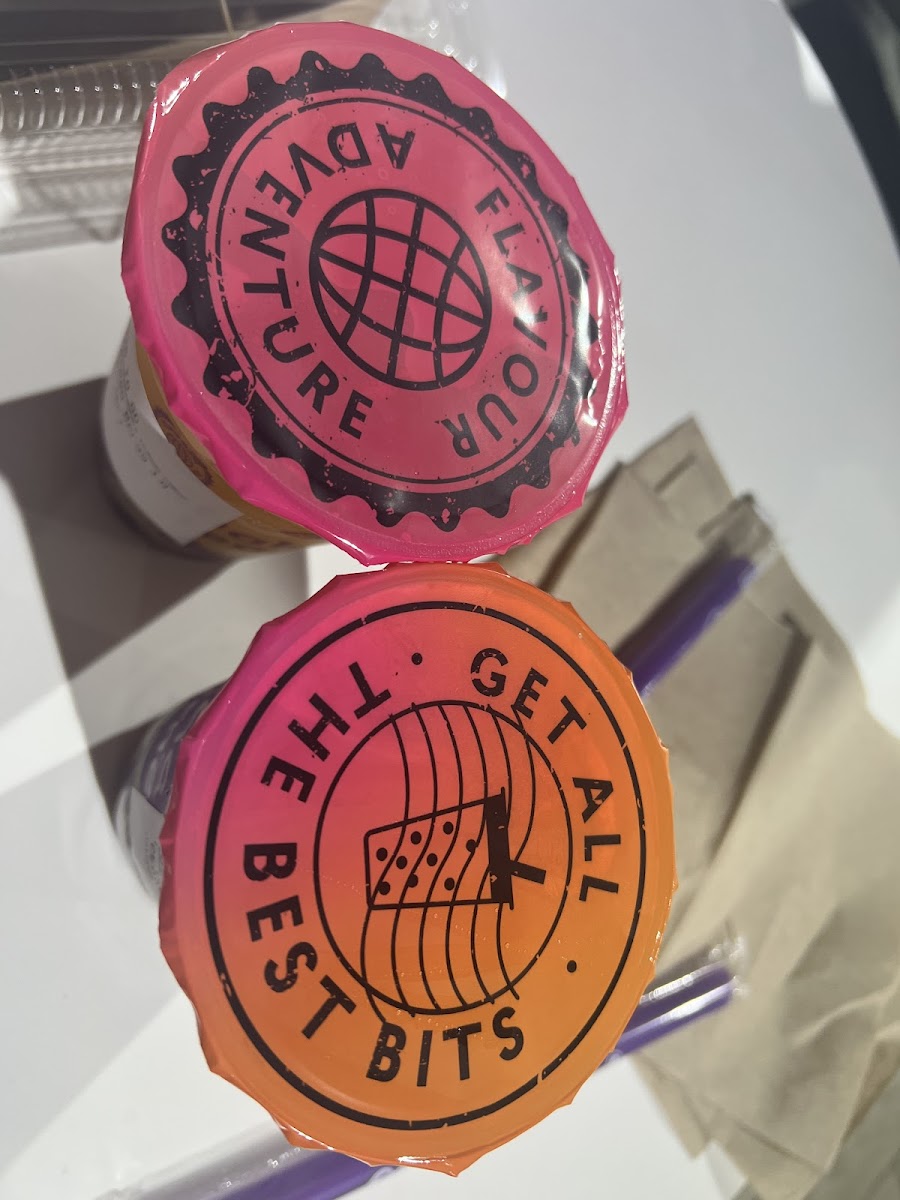 FLAVOUR
ADVENTURE
GET ALL
THE BEST BITS